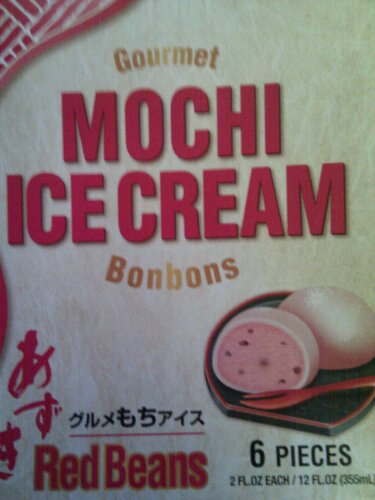 Gourmet
MOCHI
ICE CREAM
Bonbons
あずき
グルメもちアイス
Red Beans
6 PIECES
2 FL.OZ EACH / 12 FL.OZ (355mL)